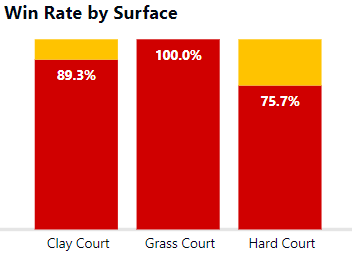 Win Rate by Surface
89.3%
100.0%
75.7%
Clay Court
Grass Court
Hard Court